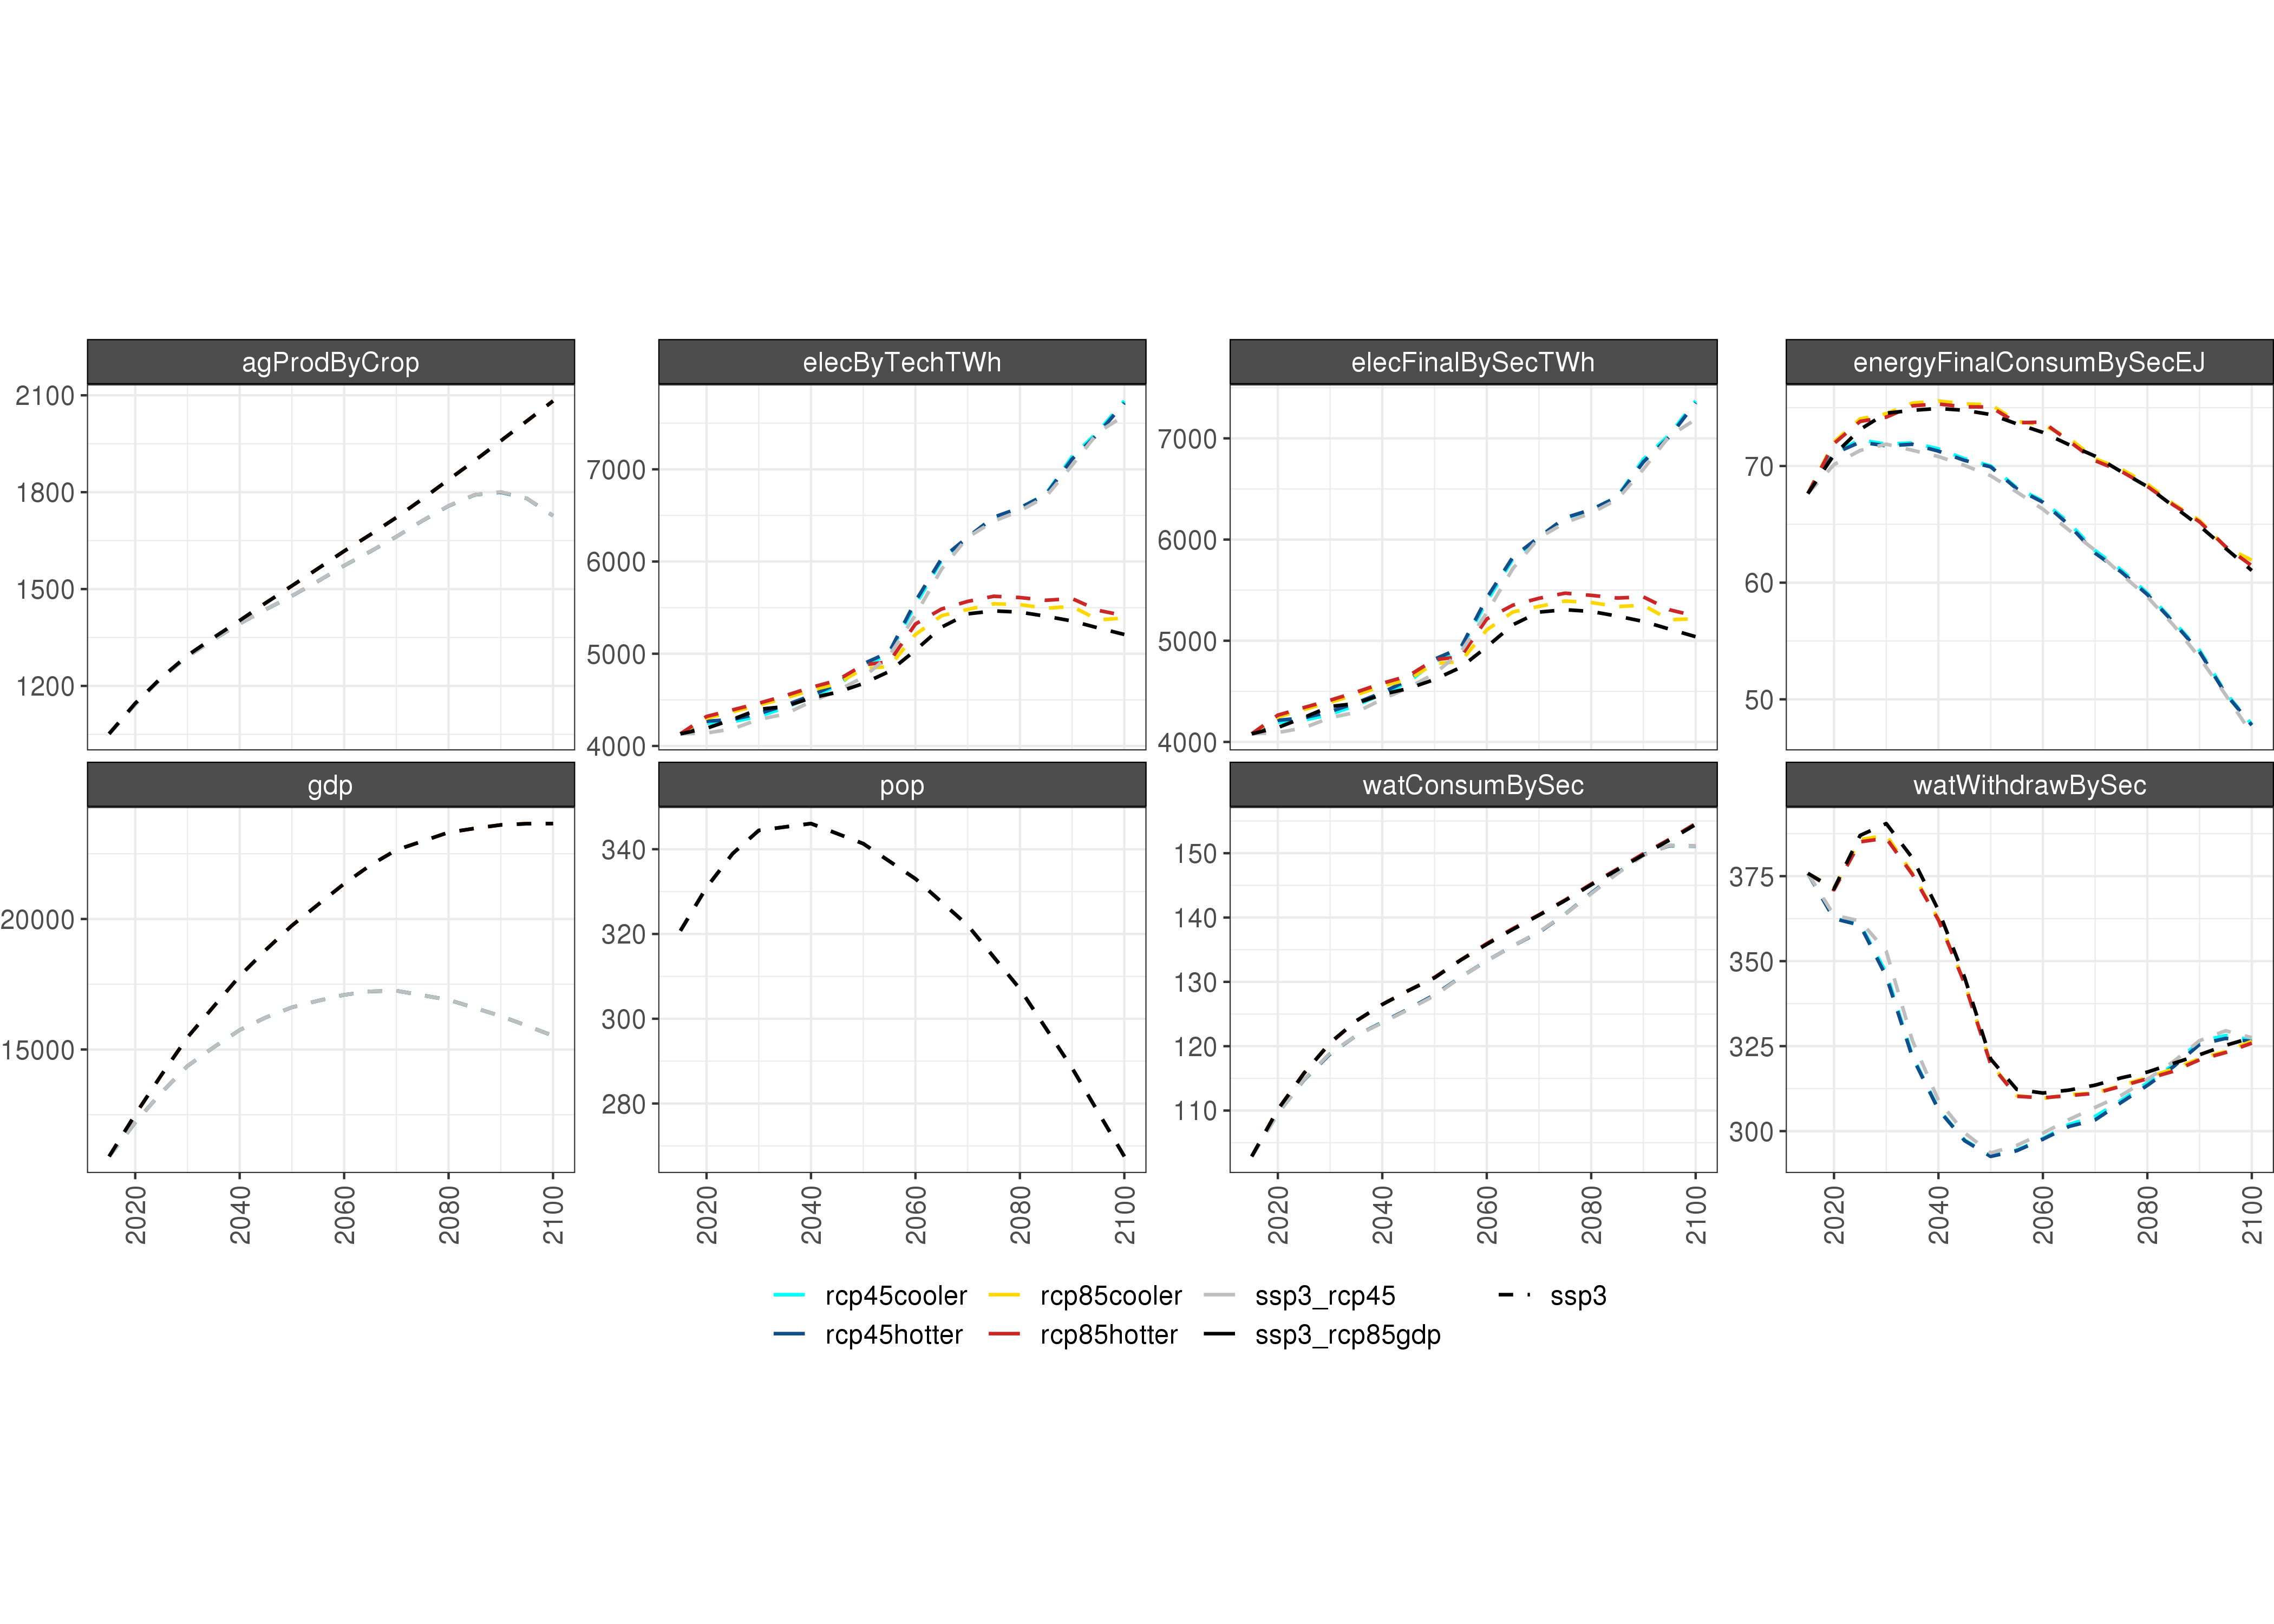 agProdByCrop
elecByTechTWh
elecFinalBySecTWh
energyFinalConsumBySecEJ
2100
1800
1500
1200
7000
6000
5000
4000
7000
6000
5000
4000
70
60
50
gdp
pop
watConsumBySec
watWithdrawBySec
20000
15000
340
320
300
280
150
140
130
120
110
375
350
325
300
2020 2040 2060 2080 2100
2020 2040 2060 2080 2100
2020 2040 2060 2080 2100
2020 2040 2060 2080 2100
rcp45cooler rcp85cooler ssp3_rcp45 ssp3
rcp45hotter rcp85hotter ssp3_rcp85gdp